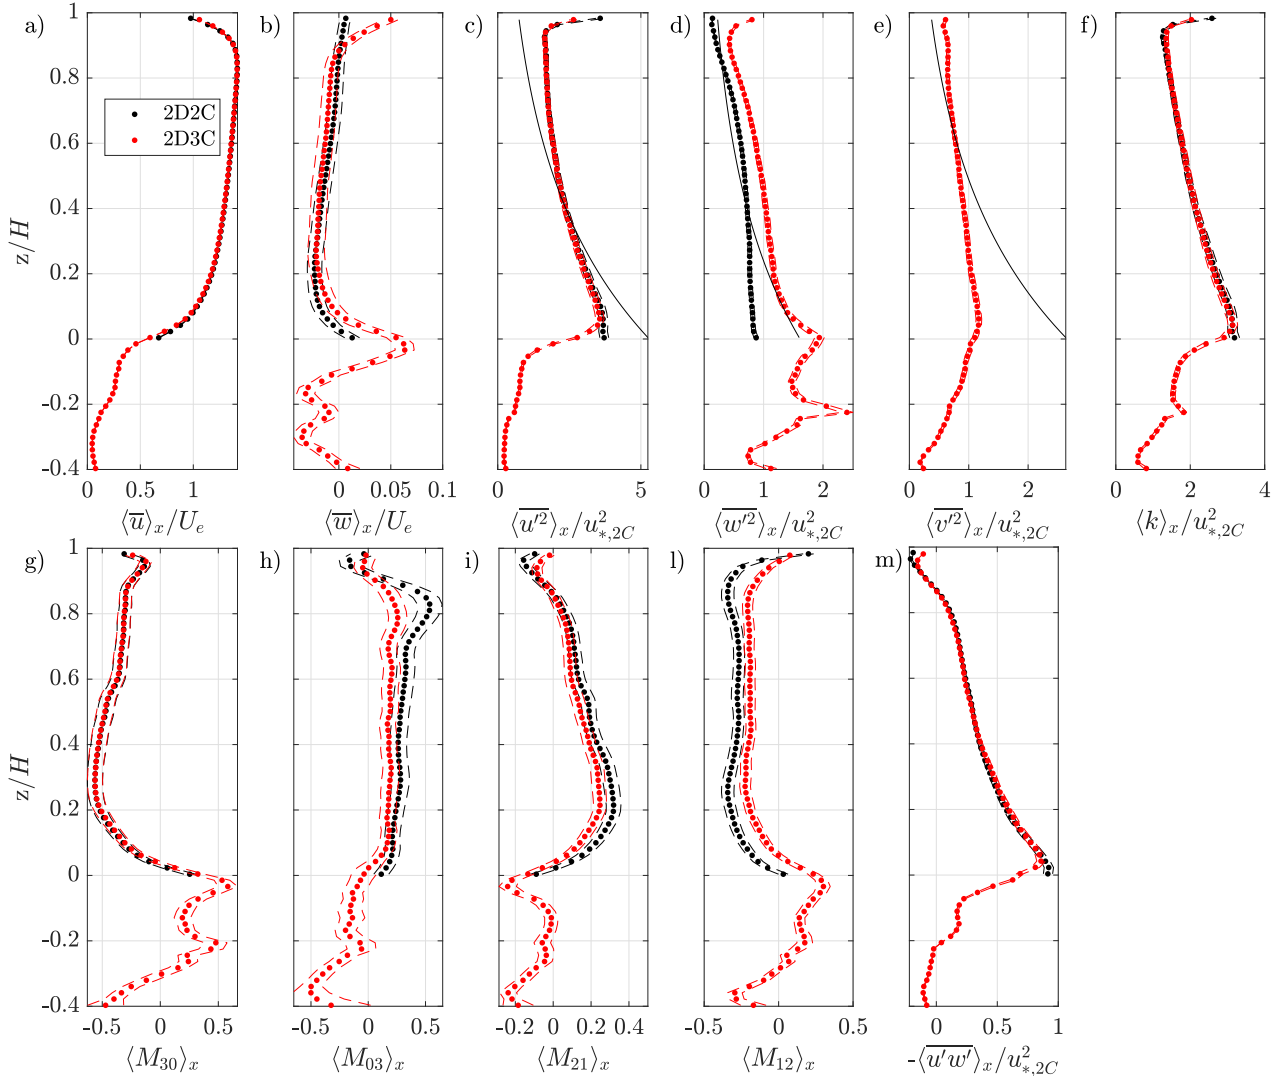 a) b) c) d) e) f)
1
0.8
0.6
0.4
0.2
0
-0.2
-0.4
z/H
2D2C
2D3C
0 0.5 1
0 0.1
0 2 4
0 1 2
0 1 2
0 2 4
⟨u̅⟩ₓ/Uₑ
⟨w̅⟩ₓ/Uₑ
⟨u'²⟩ₓ/u²*,2C
⟨w'²⟩ₓ/u²*,2C
⟨v'²⟩ₓ/u²*,2C
⟨k⟩ₓ/u²*,2C
g) h) i) l) m)
1
0.8
0.6
0.4
0.2
0
-0.2
-0.4
z/H
-0.5 0 0.5
-0.5 0 0.5
-0.2 0 0.2 0.4
-0.5 0 0.5
0 0.5 1
⟨M₃₀⟩ₓ
⟨M₀₃⟩ₓ
⟨M₂₁⟩ₓ
⟨M₁₂⟩ₓ
-⟨u'w'⟩ₓ/u²*,2C